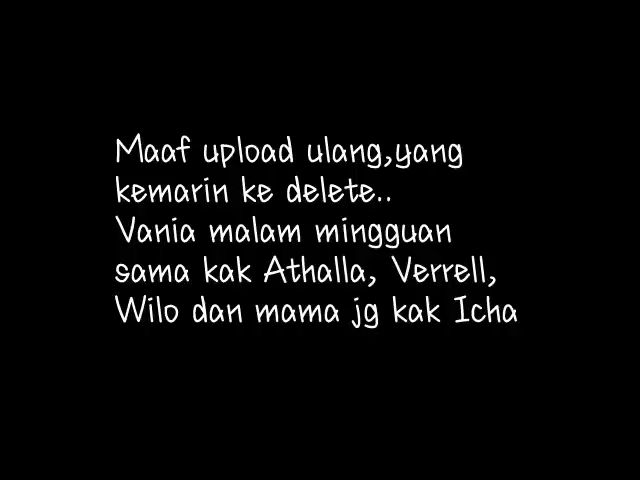 Maaf upload ulang,yang
kemarin ke delete..
Vania malam mingguan
sama kak Athalla, Verrell,
Wilo dan mama jg kak Icha